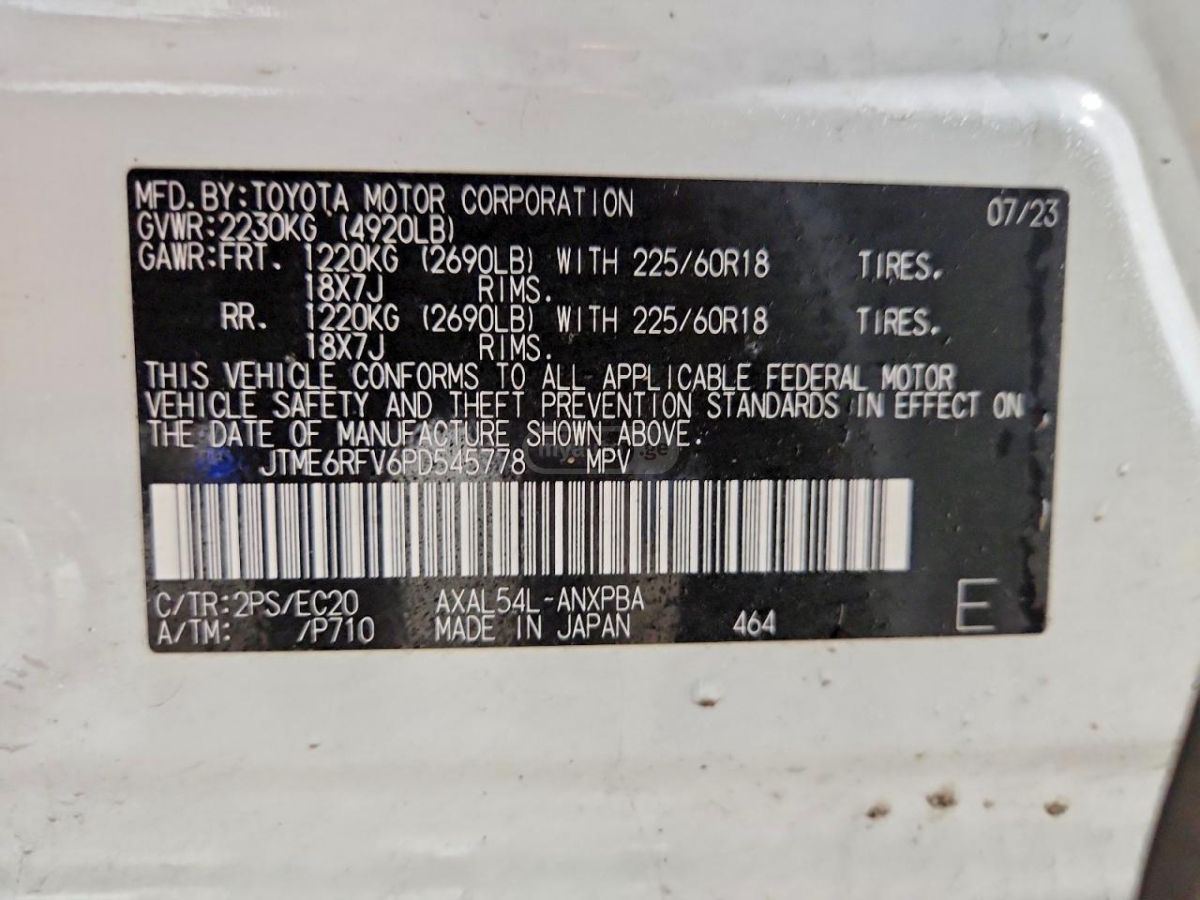 MFD.BY:TOYOTA MOTOR CORPORATION 07/23
GVWR:2230KG (4920LB)
GAWR:FRT. 1220KG (2690LB) WITH 225/60R18 TIRES.
18X7J RIMS.
RR. 1220KG (2690LB) WITH 225/60R18 TIRES.
18X7J RIMS.
THIS VEHICLE CONFORMS TO ALL APPLICABLE FEDERAL MOTOR
VEHICLE SAFETY AND THEFT PREVENTION STANDARDS IN EFFECT ON
THE DATE OF MANUFACTURE SHOWN ABOVE.
JTME6RFV6PD545778 MPV
C/TR:2PS/EC20 AXAL54L-ANXPBA
A/TM: /P710 MADE IN JAPAN 464 E